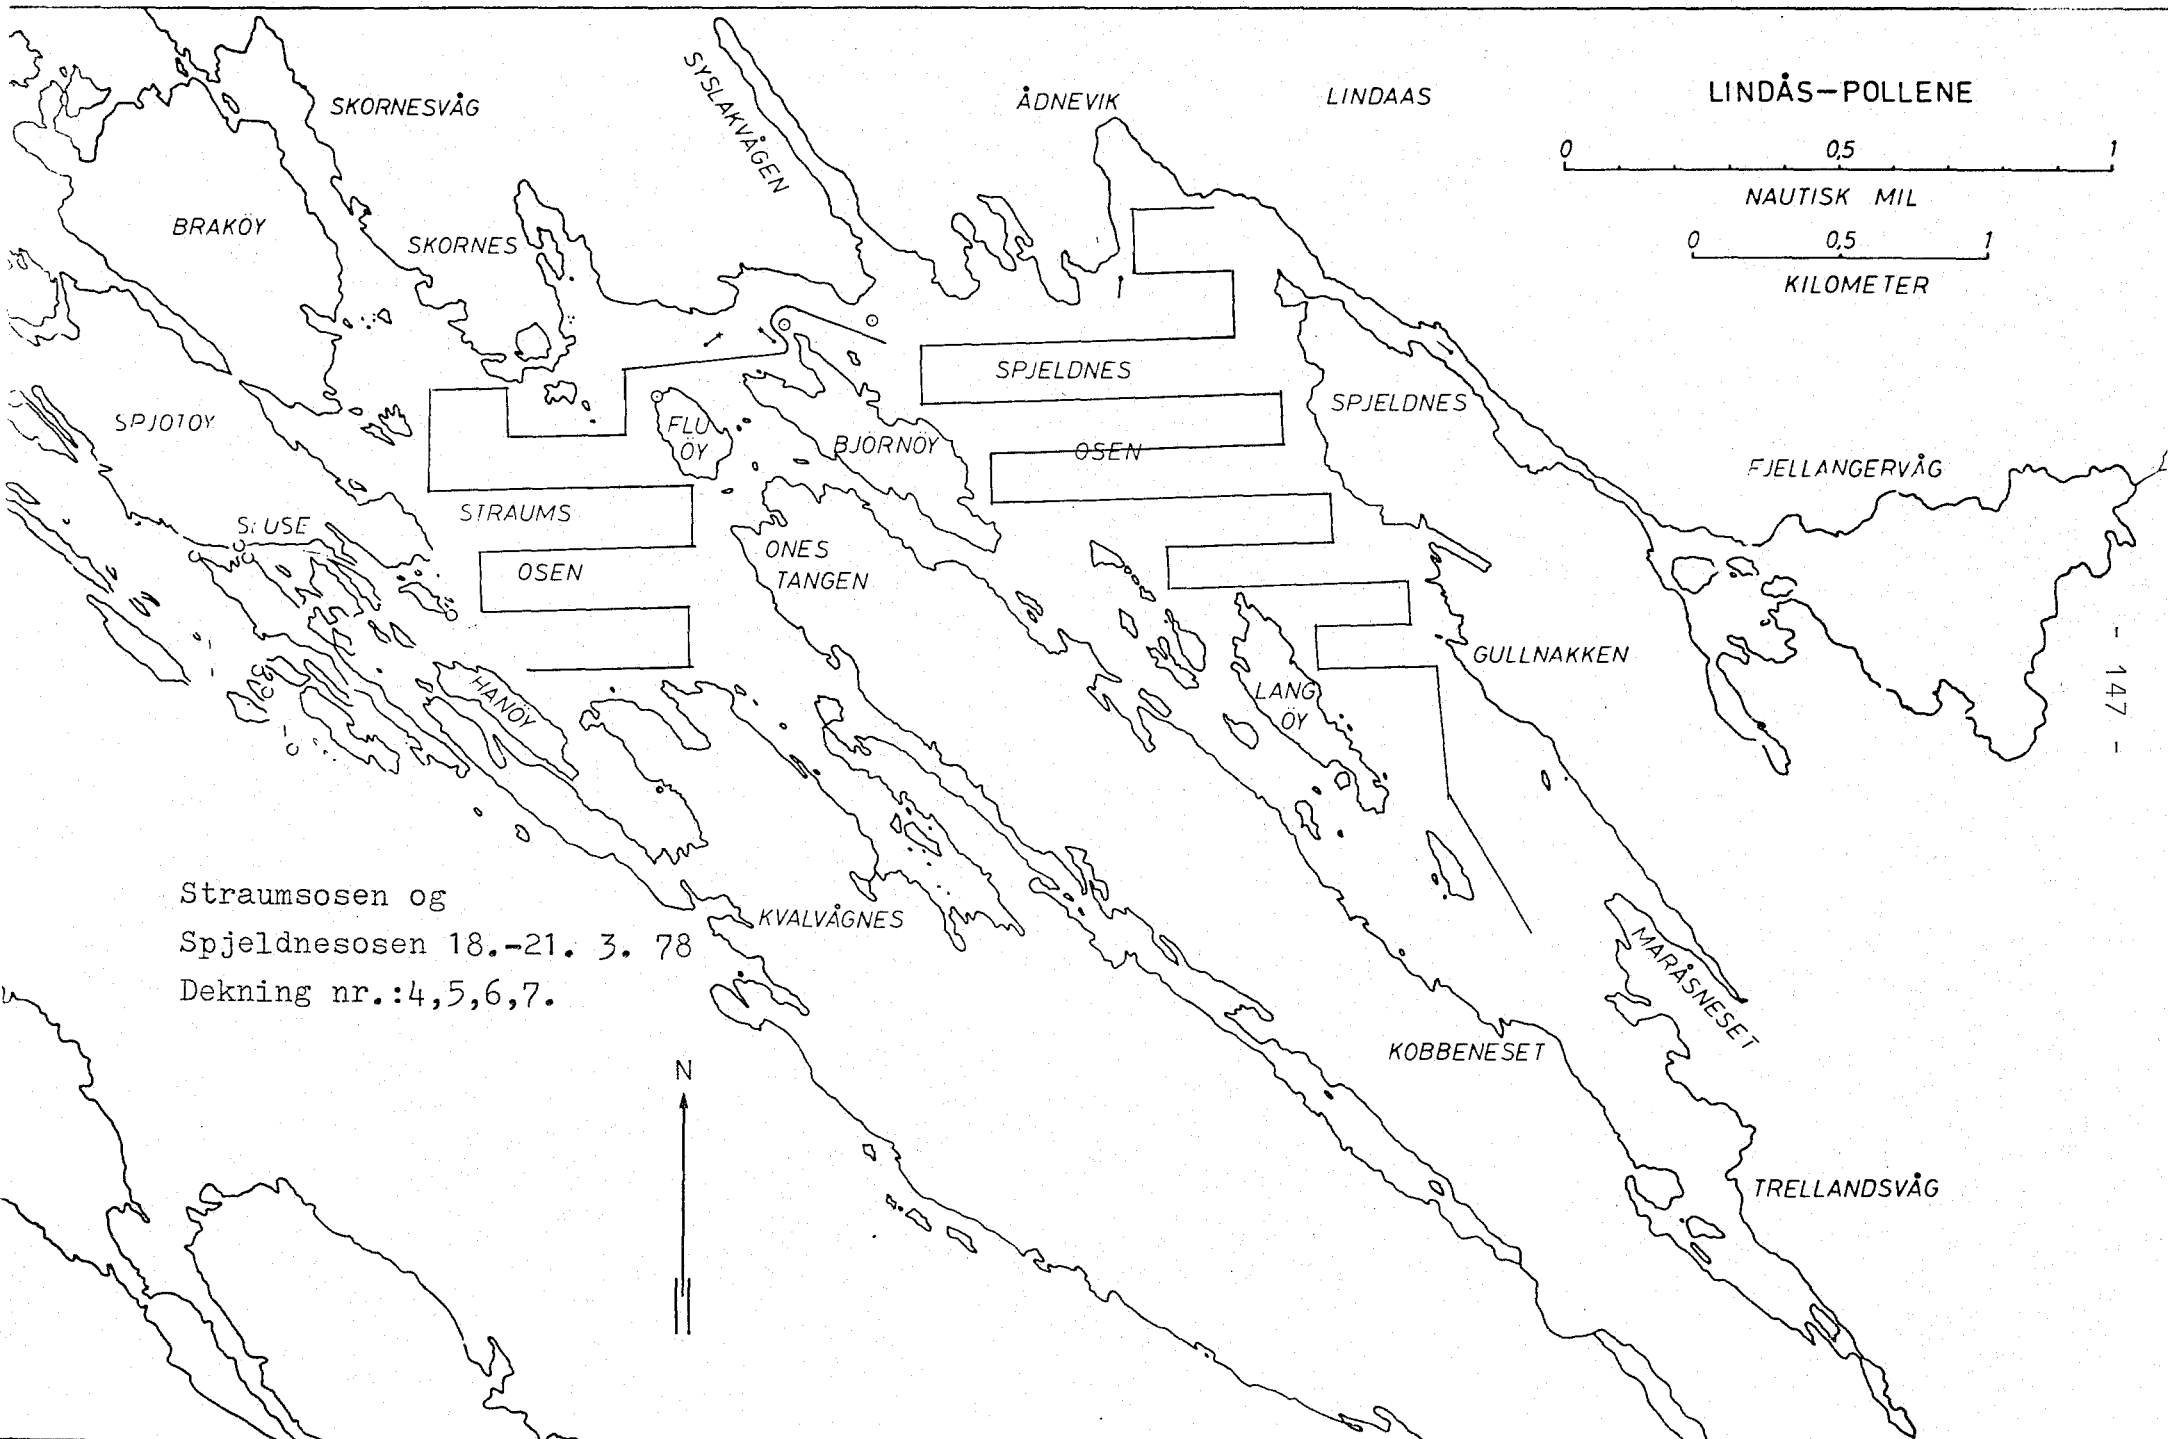 LINDÅS-POLLENE
0 0,5 1
NAUTISK MIL
0 0,5 1
KILOMETER
SKORNESVÅG
SYSLAKVÅGEN
ÅDNEVIK
LINDAAS
BRAKÖY
SKORNES
SPJELDNES
OSEN
SPJELDNES
SPJOTOY
FLU
ÖY
BJÖRNÖY
FJELLANGERVÅG
STRAUMS
OSEN
ONES
TANGEN
HANÖY
LANG
ÖY
GULLNAKKEN
- 147 -
Straumsosen og
Spjeldnesosen 18.-21. 3. 78
Dekning nr.:4,5,6,7.
KVALVÅGNES
MARÅSNESET
KOBBENESET
N
TRELLANDSVÅG